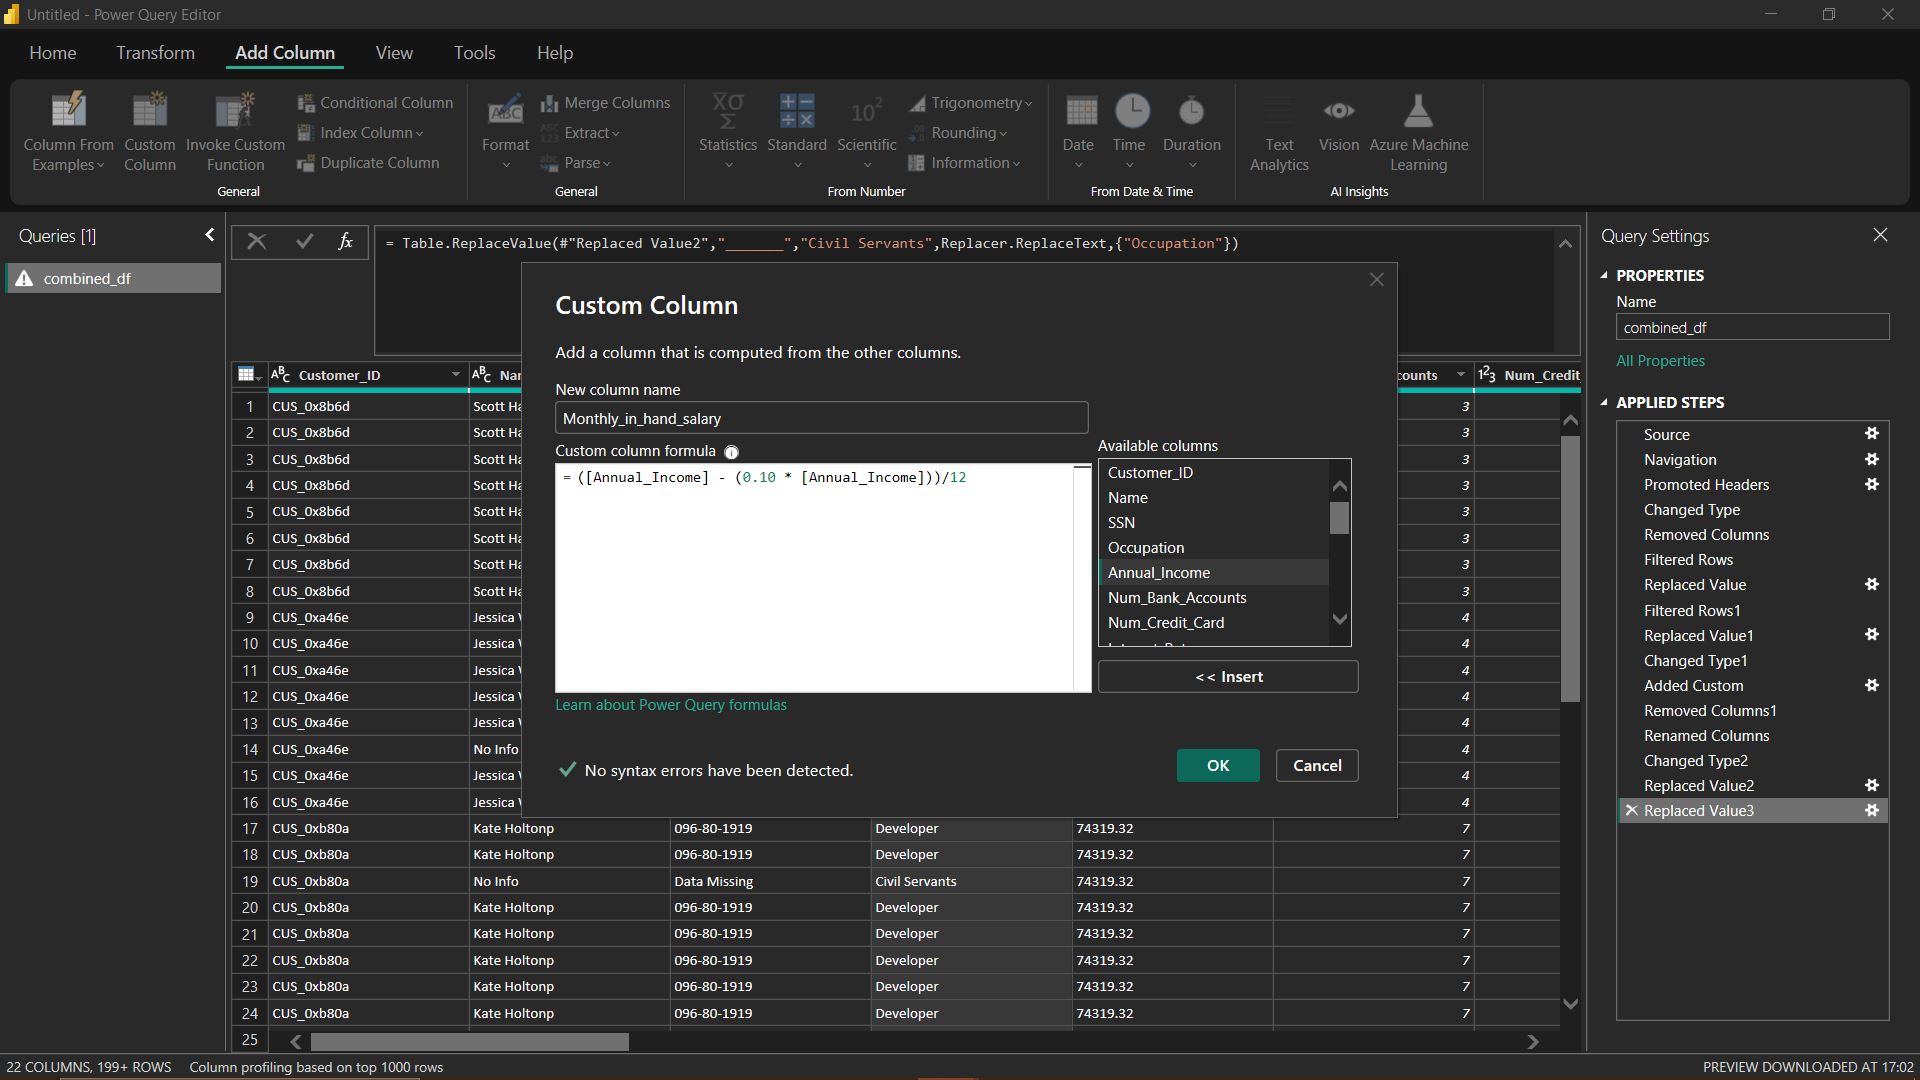 Untitled - Power Query Editor
Home Transform Add Column View Tools Help
Column From Examples
Custom Column
Invoke Custom Function
Conditional Column
Index Column
Duplicate Column
General
Format
Merge Columns
Extract
Parse
General
Statistics
Standard
Scientific
Trigonometry
Rounding
Information
From Number
Date
Time
Duration
From Date & Time
Text Analytics
Vision
Azure Machine Learning
AI Insights
Queries [1]
combined_df
= Table.ReplaceValue(#"Replaced Value2","_______","Civil Servants",Replacer.ReplaceText,{"Occupation"})
Custom Column
Add a column that is computed from the other columns.
New column name
Monthly_in_hand_salary
Custom column formula
= ([Annual_Income] - (0.10 * [Annual_Income]))/12
Available columns
Customer_ID
Name
SSN
Occupation
Annual_Income
Num_Bank_Accounts
Num_Credit_Card
<< Insert
Learn about Power Query formulas
No syntax errors have been detected.
OK Cancel
Customer_ID
1 CUS_0x8b6d Scott Ha 3
2 CUS_0x8b6d Scott Ha 3
3 CUS_0x8b6d Scott Ha 3
4 CUS_0x8b6d Scott Ha 3
5 CUS_0x8b6d Scott Ha 3
6 CUS_0x8b6d Scott Ha 3
7 CUS_0x8b6d Scott Ha 3
8 CUS_0x8b6d Scott Ha 3
9 CUS_0xa46e Jessica 4
10 CUS_0xa46e Jessica 4
11 CUS_0xa46e Jessica 4
12 CUS_0xa46e Jessica 4
13 CUS_0xa46e Jessica 4
14 CUS_0xa46e No Info 4
15 CUS_0xa46e Jessica 4
16 CUS_0xa46e Jessica 4
17 CUS_0xb80a Kate Holtonp 096-80-1919 Developer 74319.32 7
18 CUS_0xb80a Kate Holtonp 096-80-1919 Developer 74319.32 7
19 CUS_0xb80a No Info Data Missing Civil Servants 74319.32 7
20 CUS_0xb80a Kate Holtonp 096-80-1919 Developer 74319.32 7
21 CUS_0xb80a Kate Holtonp 096-80-1919 Developer 74319.32 7
22 CUS_0xb80a Kate Holtonp 096-80-1919 Developer 74319.32 7
23 CUS_0xb80a Kate Holtonp 096-80-1919 Developer 74319.32 7
24 CUS_0xb80a Kate Holtonp 096-80-1919 Developer 74319.32 7
25
Query Settings
PROPERTIES
Name
combined_df
All Properties
APPLIED STEPS
Source
Navigation
Promoted Headers
Changed Type
Removed Columns
Filtered Rows
Replaced Value
Filtered Rows1
Replaced Value1
Changed Type1
Added Custom
Removed Columns1
Renamed Columns
Changed Type2
Replaced Value2
Replaced Value3
22 COLUMNS, 199+ ROWS Column profiling based on top 1000 rows
PREVIEW DOWNLOADED AT 17:02